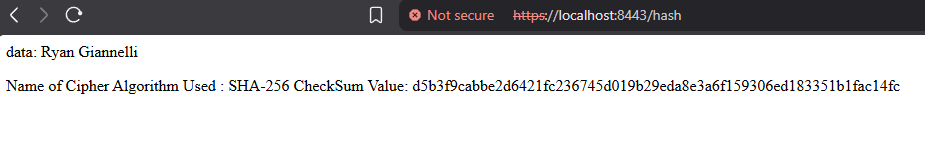 Not secure https://localhost:8443/hash
data: Ryan Giannelli
Name of Cipher Algorithm Used : SHA-256 CheckSum Value: d5b3f9cabbe2d6421fc236745d019b29eda8e3a6f159306ed183351b1fac14fc